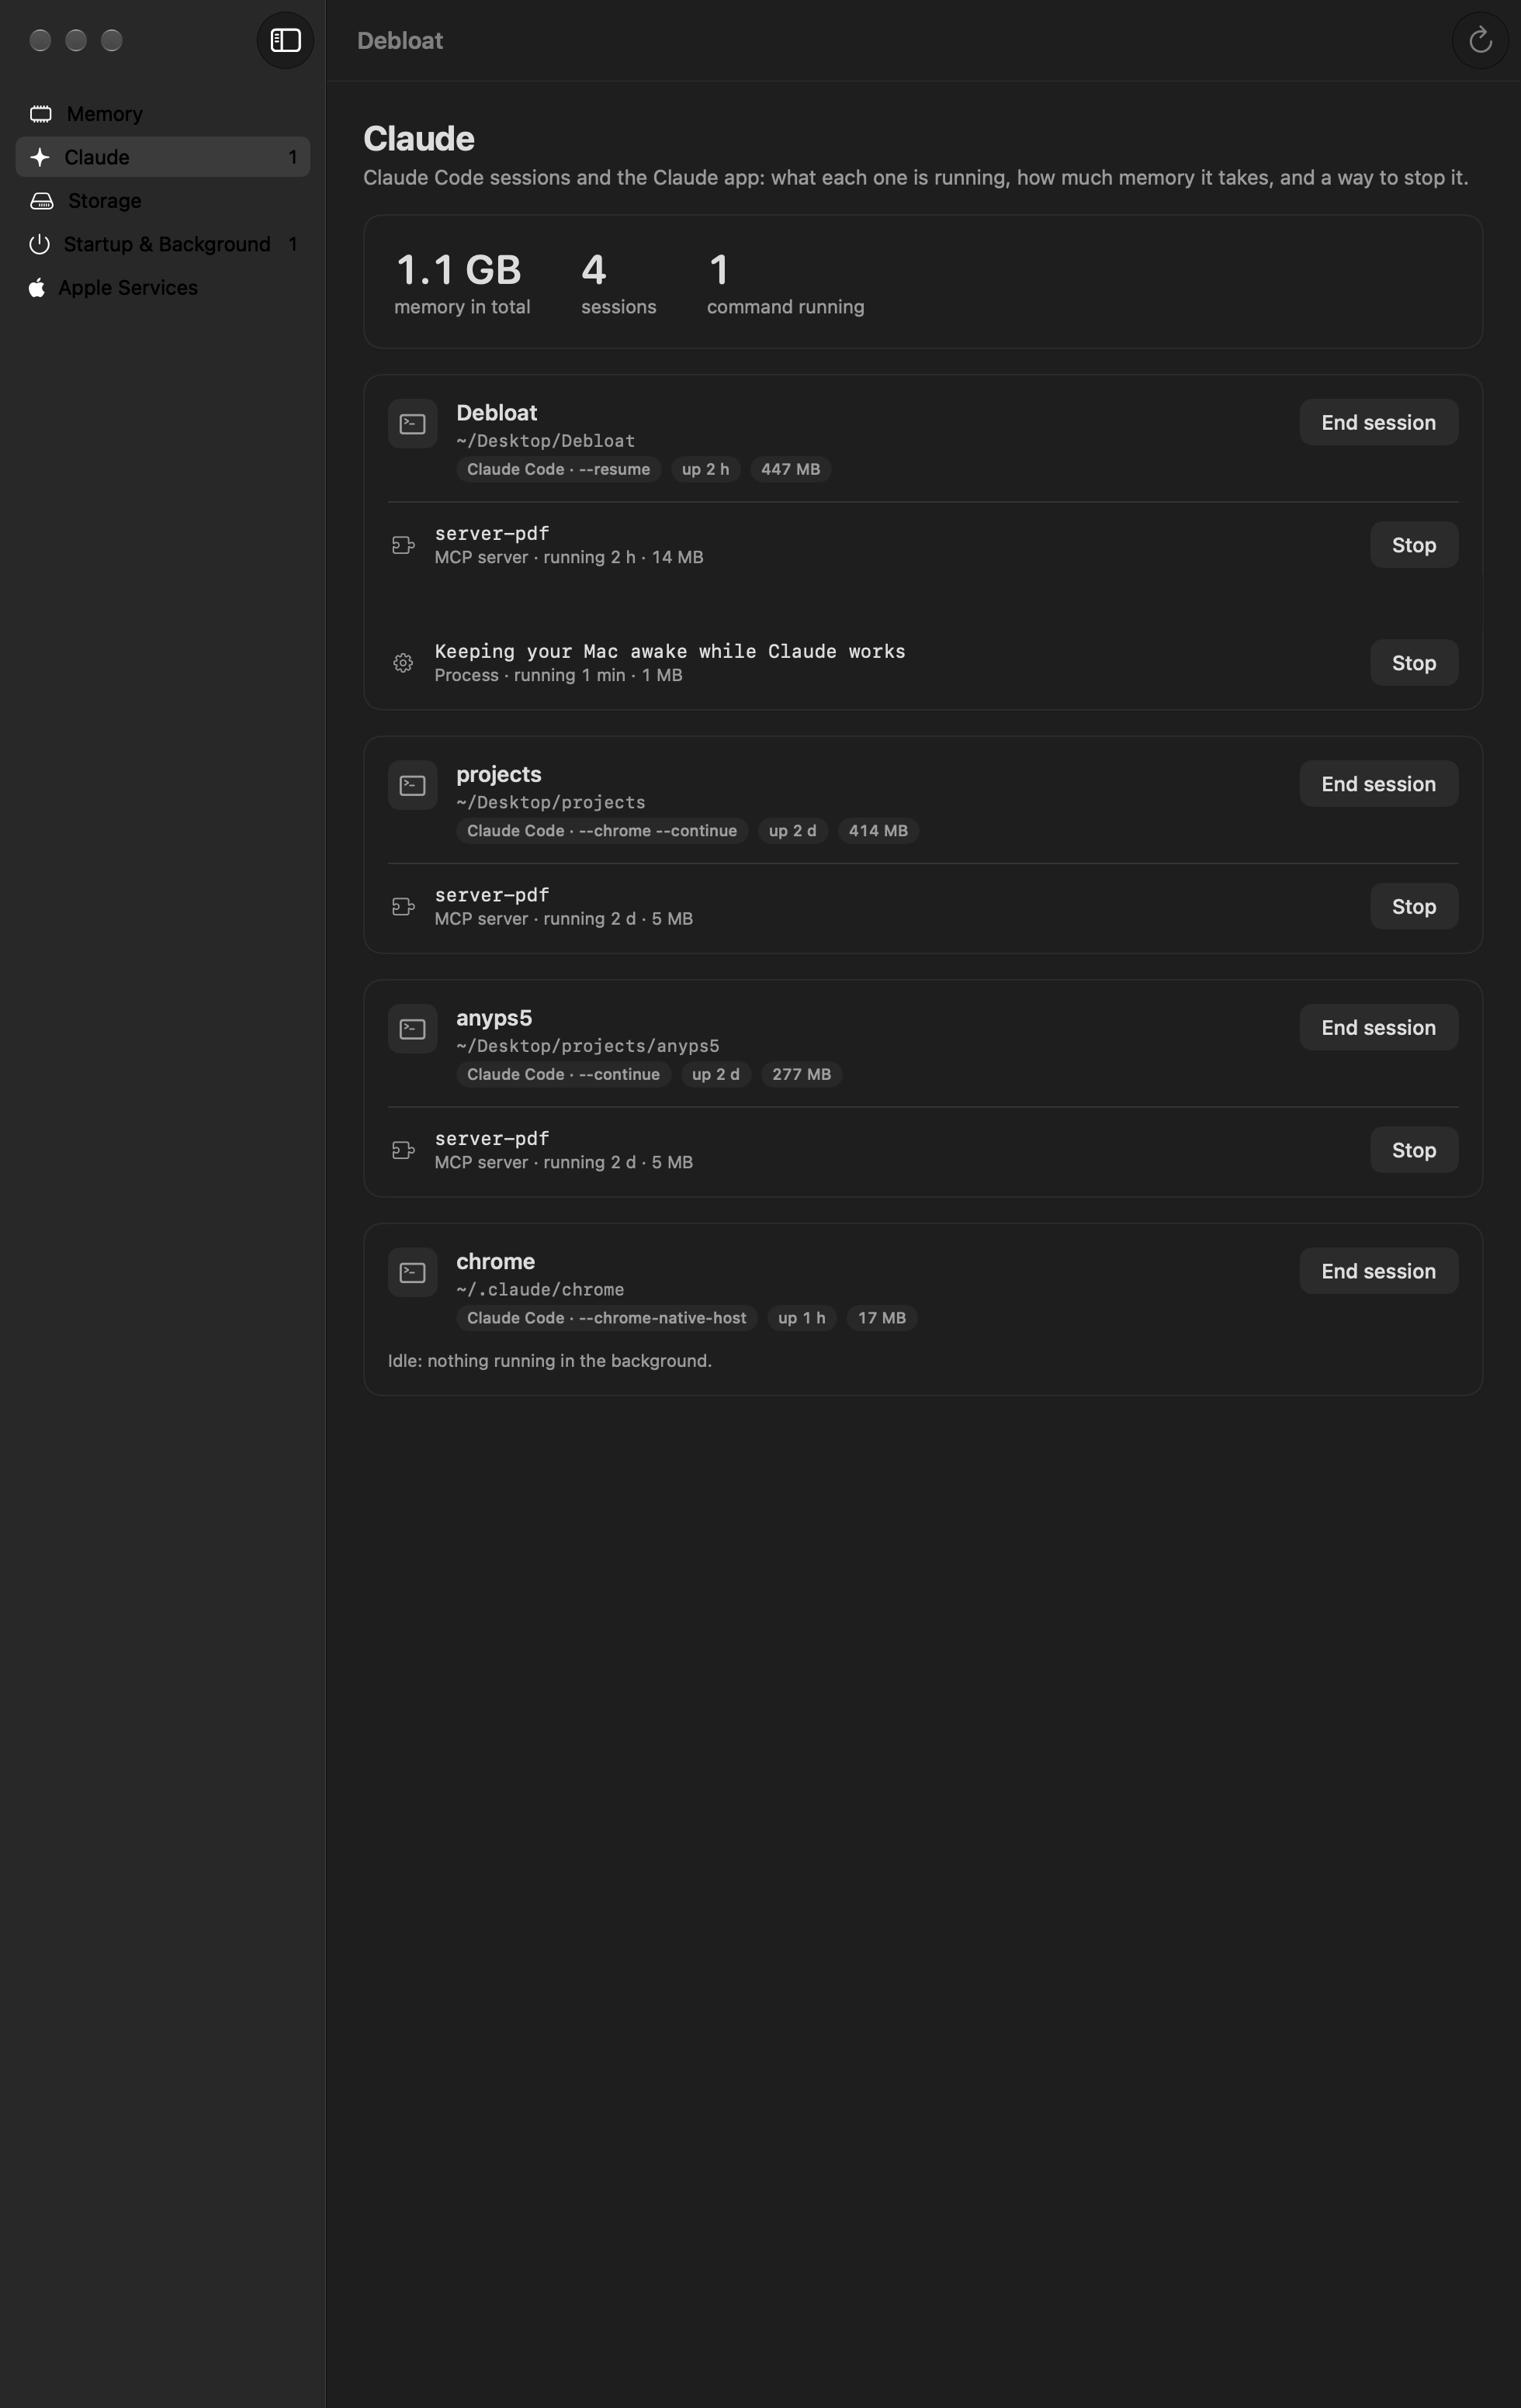 Debloat
Memory
Claude 1
Storage
Startup & Background 1
Apple Services
Claude
Claude Code sessions and the Claude app: what each one is running, how much memory it takes, and a way to stop it.
1.1 GB 4 1
memory in total sessions command running
Debloat End session
~/Desktop/Debloat
Claude Code · --resume up 2 h 447 MB
server-pdf Stop
MCP server · running 2 h · 14 MB
Keeping your Mac awake while Claude works Stop
Process · running 1 min · 1 MB
projects End session
~/Desktop/projects
Claude Code · --chrome --continue up 2 d 414 MB
server-pdf Stop
MCP server · running 2 d · 5 MB
anyps5 End session
~/Desktop/projects/anyps5
Claude Code · --continue up 2 d 277 MB
server-pdf Stop
MCP server · running 2 d · 5 MB
chrome End session
~/.claude/chrome
Claude Code · --chrome-native-host up 1 h 17 MB
Idle: nothing running in the background.